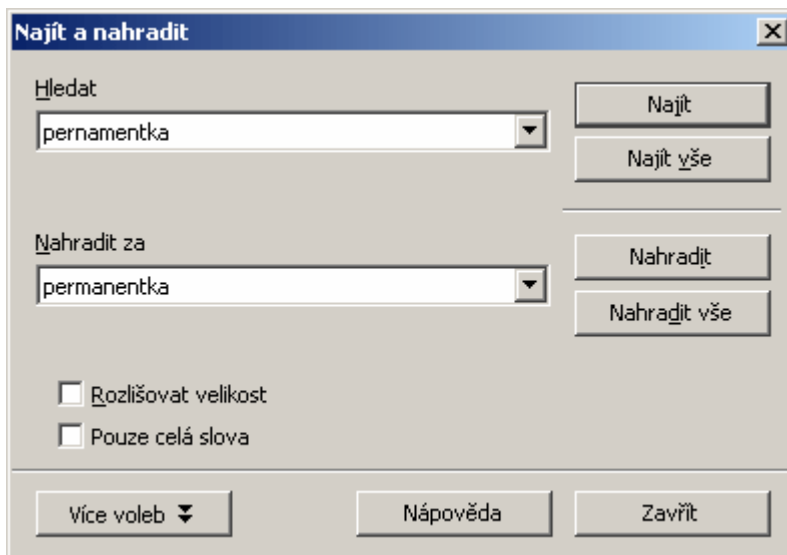 Najít a nahradit
Hledat
pernamentka
Najít
Najít vše
Nahradit za
permanentka
Nahradit
Nahradit vše
Rozlišovat velikost
Pouze celá slova
Více voleb
Nápověda
Zavřít